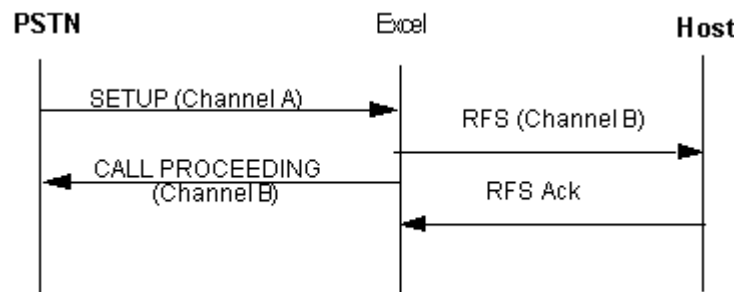 PSTN
Excel
Host
SETUP (Channel A)
RFS (Channel B)
CALL PROCEEDING
(Channel B)
RFS Ack